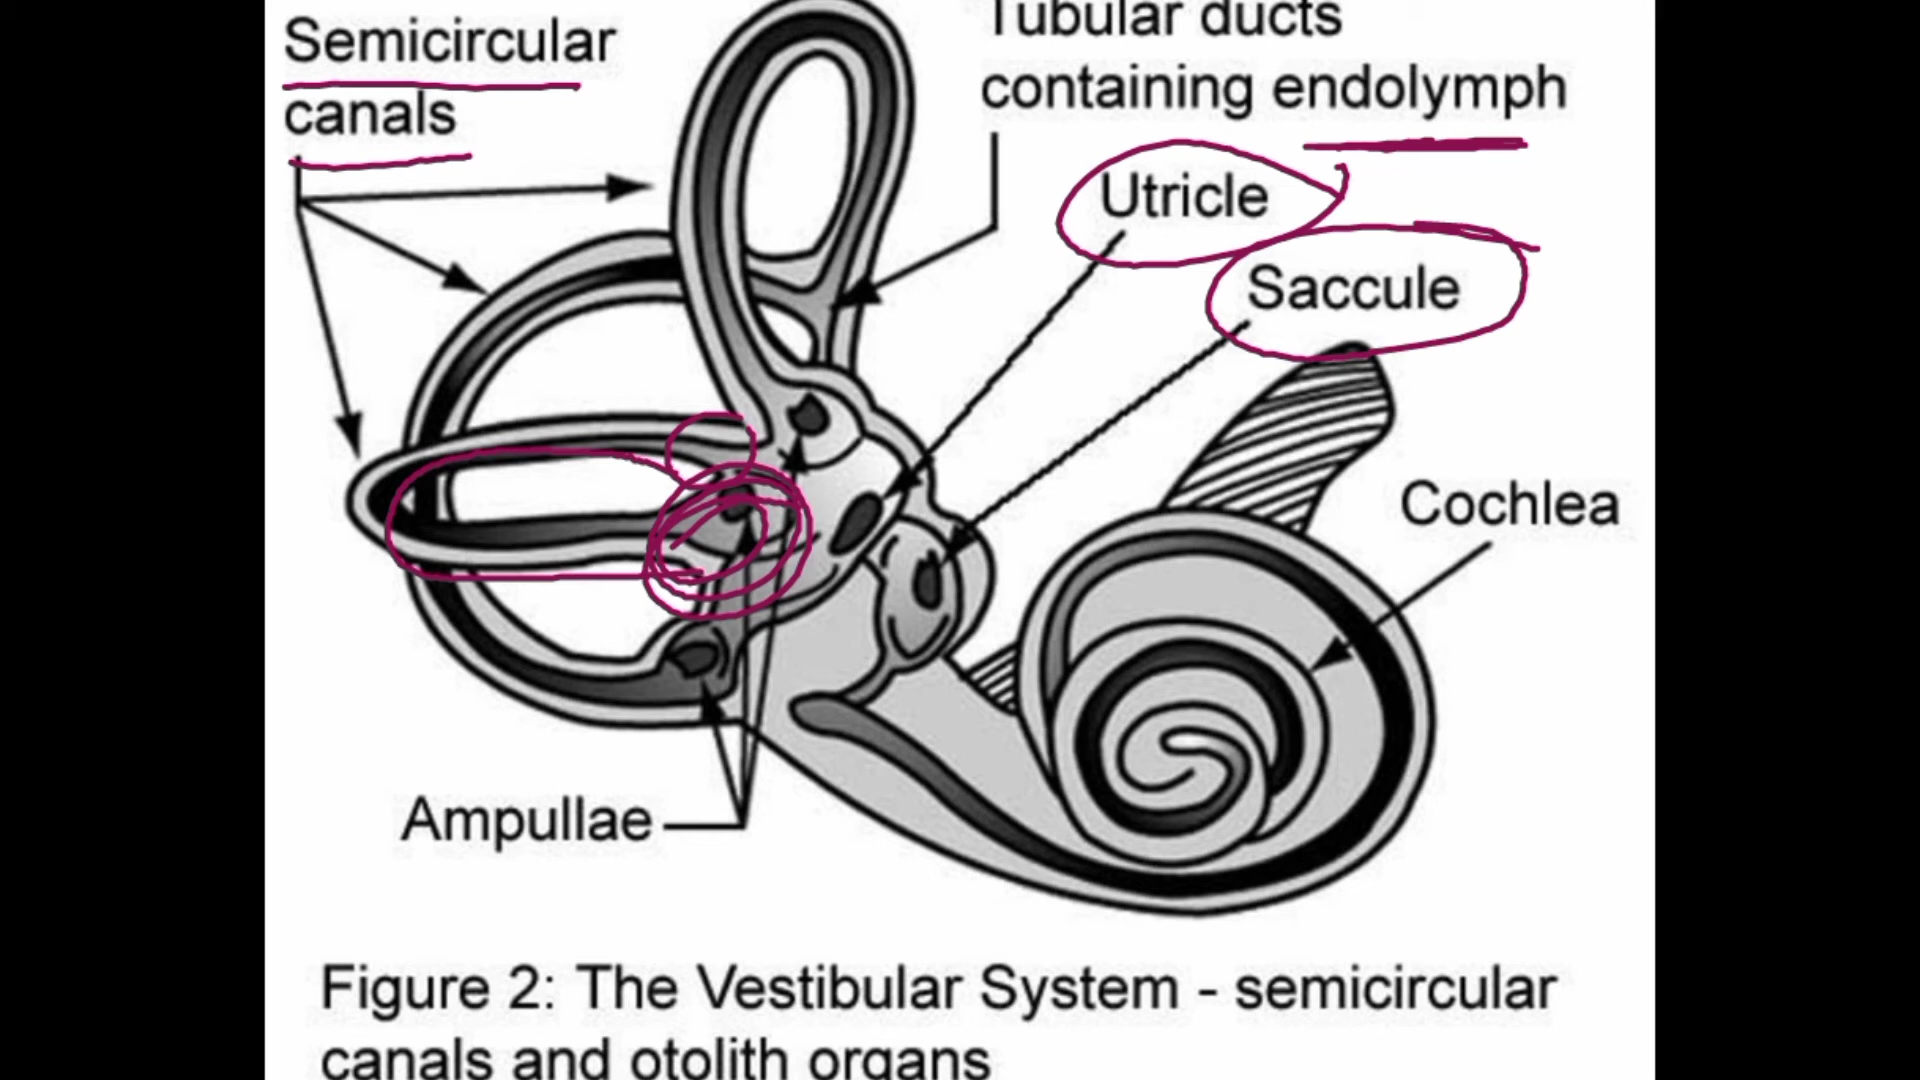 Semicircular
canals
Tubular ducts
containing endolymph
Utricle
Saccule
Cochlea
Ampullae
Figure 2: The Vestibular System - semicircular
canals and otolith organs